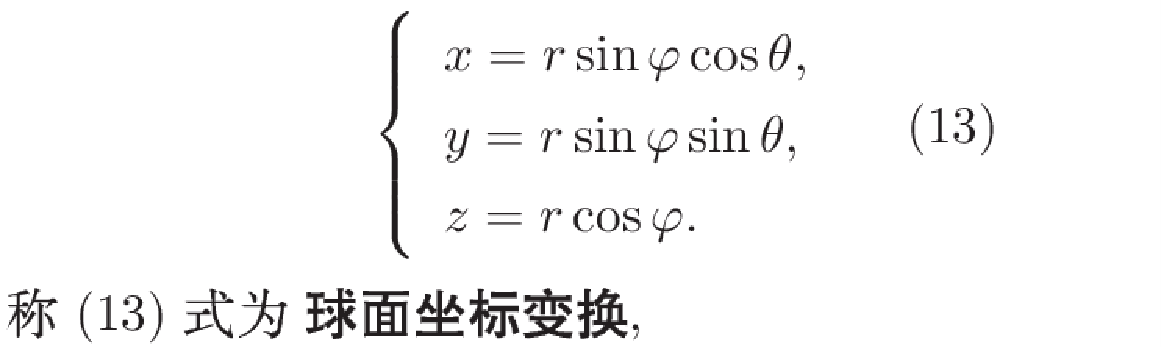 x = r sin φ cos θ,
y = r sin φ sin θ, (13)
z = r cos φ.
称 (13) 式为 球面坐标变换,